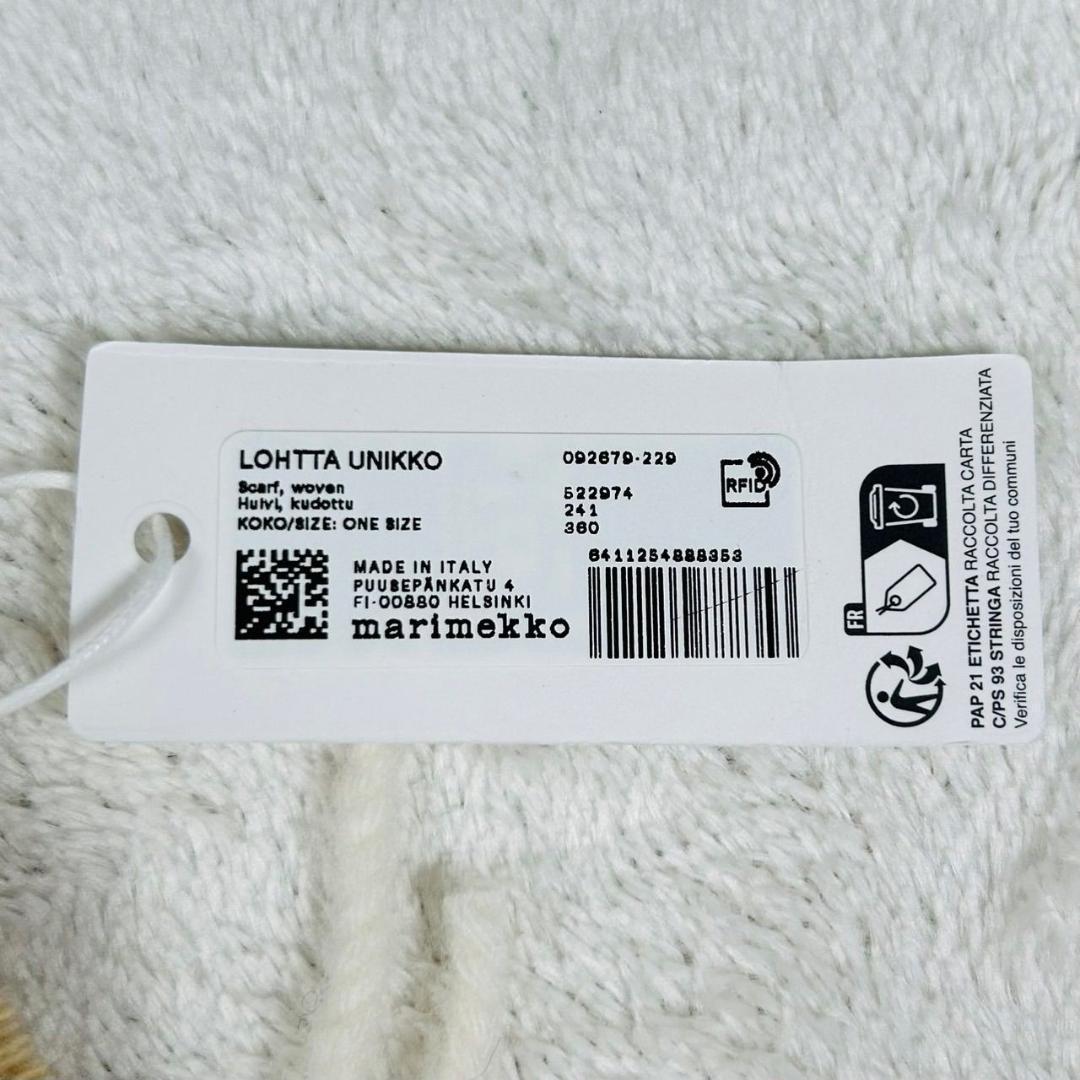 LOHTTA UNIKKO
Scarf, woven
Huivi, kudottu
KOKO/SIZE: ONE SIZE
092679-229
522974
241
360
RFID
MADE IN ITALY
PUUSEPÄNKATU 4
FI-00880 HELSINKI
marimekko
6411254888353
FR
PAP 21 ETICHETTA RACCOLTA CARTA
C/PS 93 STRINGA RACCOLTA DIFFERENZIATA
Verifica le disposizioni del tuo communi